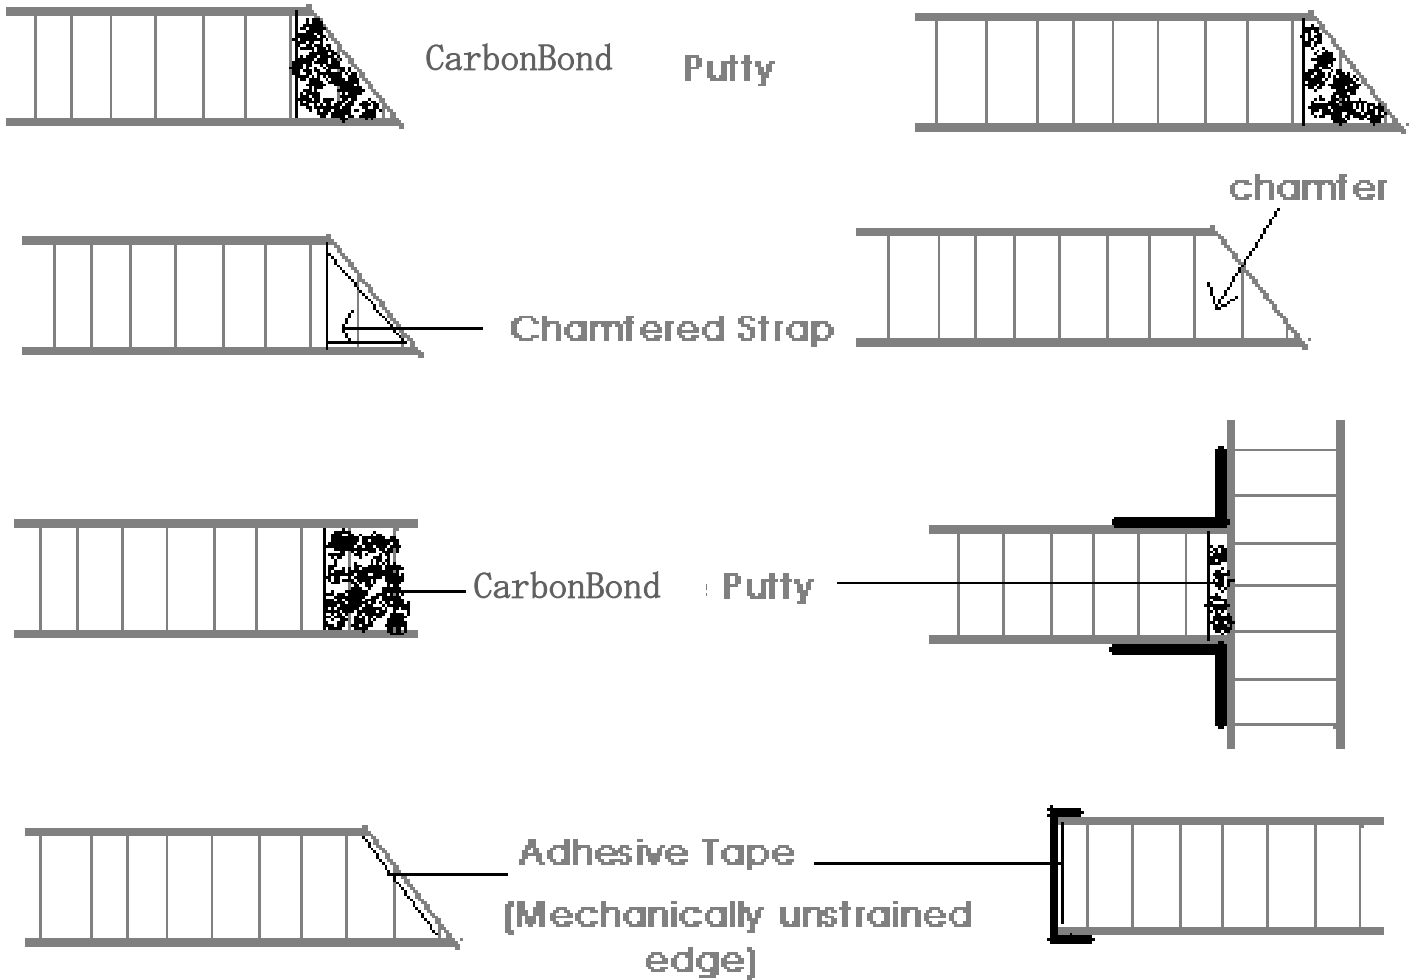 CarbonBond Putty
chamfer
Chamfered Strap
CarbonBond : Putty
Adhesive Tape
(Mechanically unstrained
edge)